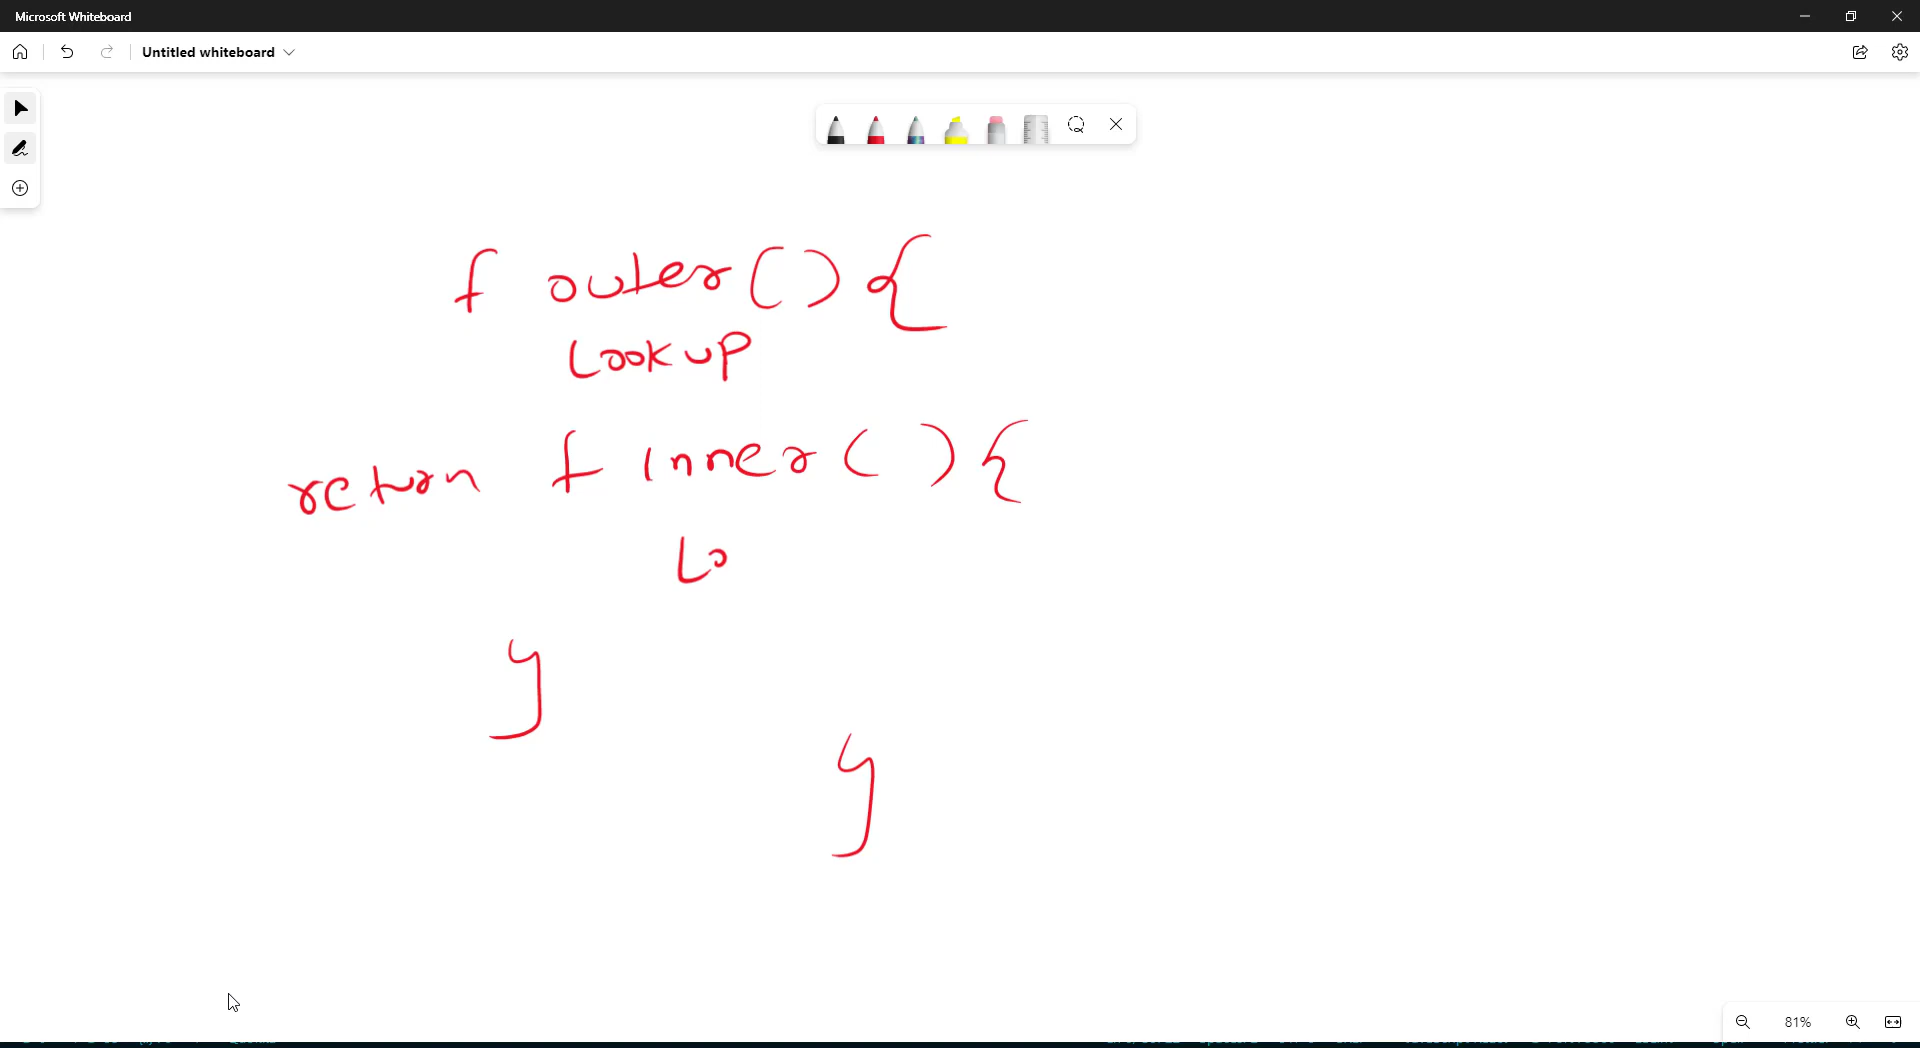 Microsoft Whiteboard
Untitled whiteboard
f outer() {
Lookup
return f inner( ) {
Lo
}
}
81%